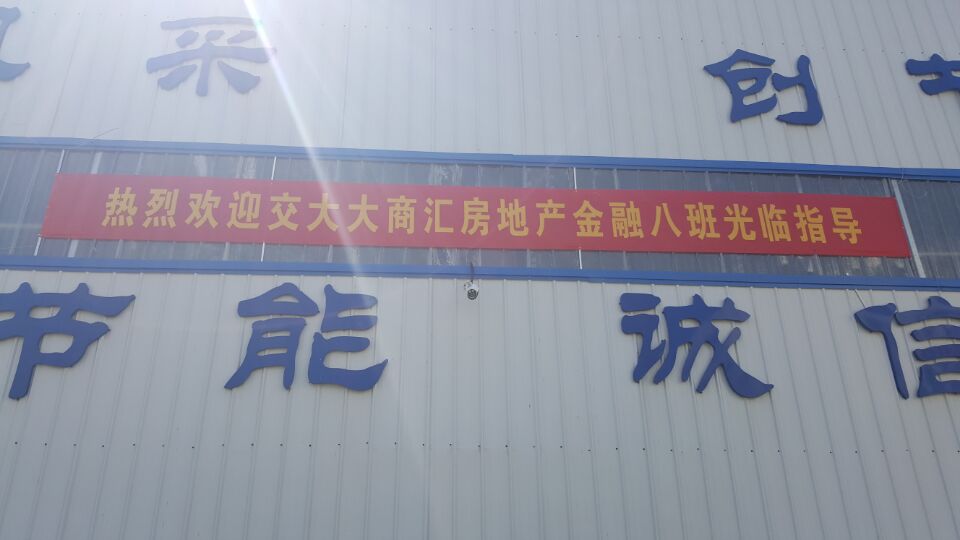 采 创
热烈欢迎交大大商汇房地产金融八班光临指导
节能 诚信